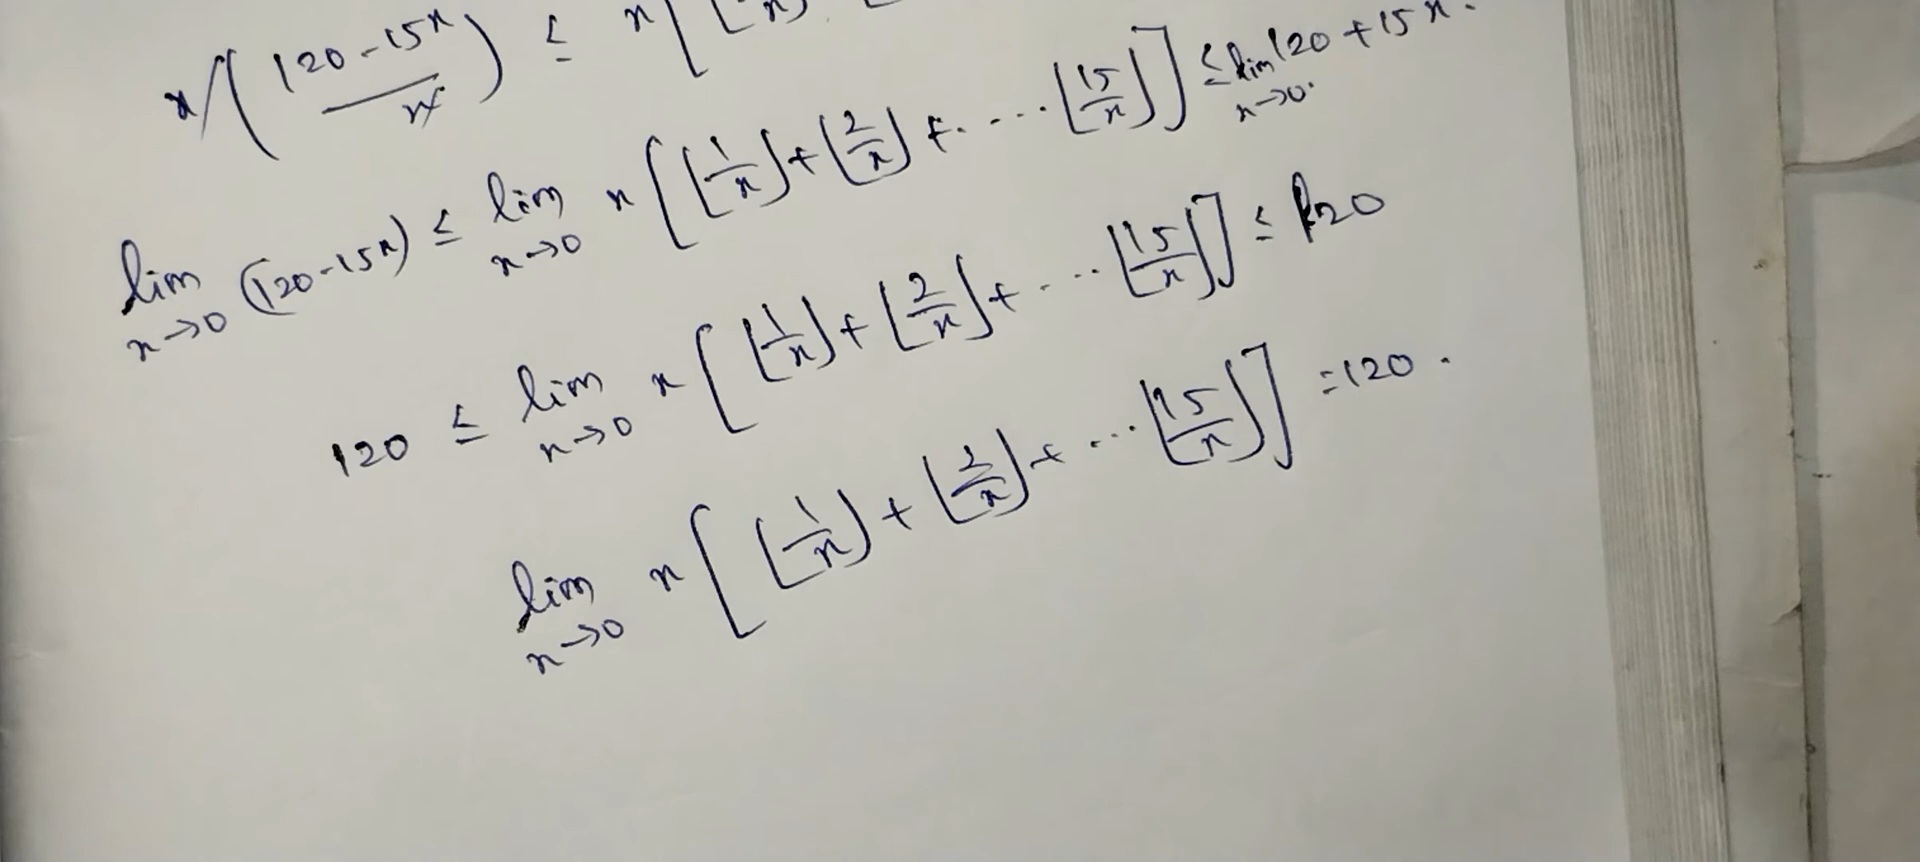 x((120-15x)/x) ≤ x[
lim x→0 (120-15x) ≤ lim x→0 x[⌊1/x⌋+⌊2/x⌋+.....⌊15/x⌋] ≤ lim x→0 120+15x.
120 ≤ lim x→0 x[⌊1/x⌋+⌊2/x⌋+....⌊15/x⌋] ≤ 120
lim x→0 x[⌊1/x⌋+⌊2/x⌋+...⌊15/x⌋] =120.